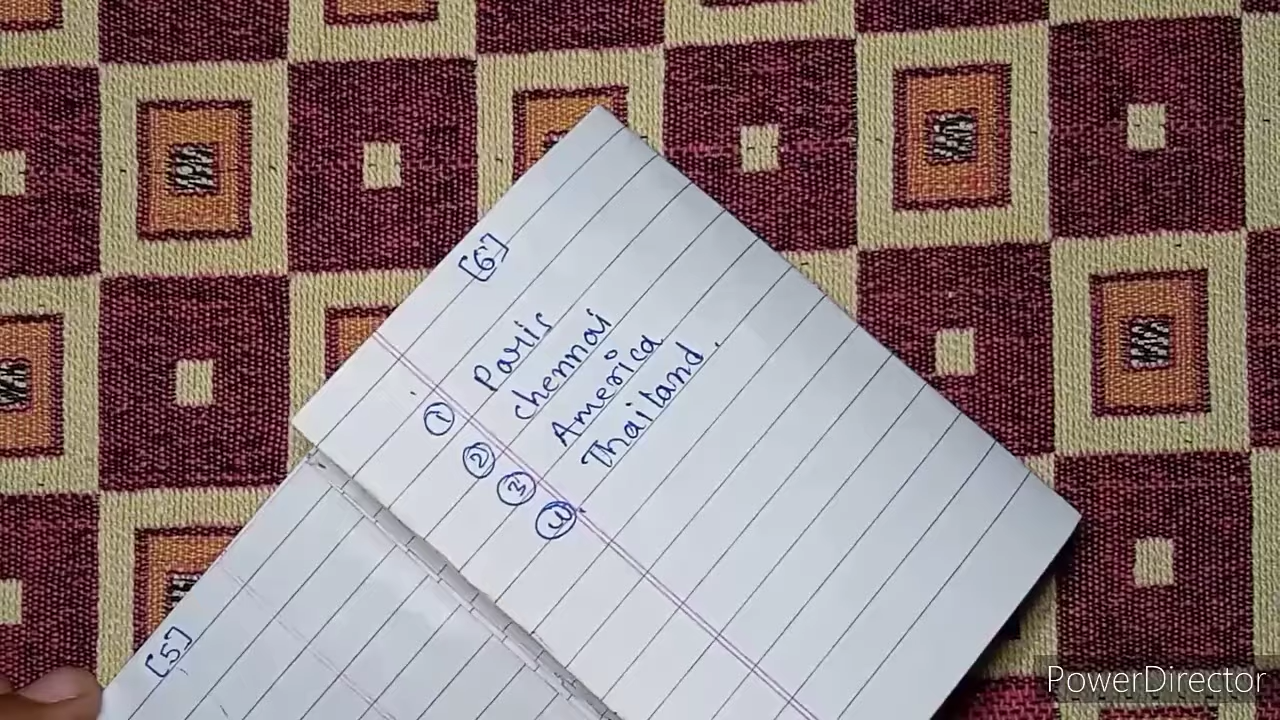 [6]
① Paris
② chennai
③ America
④ Thailand.
[5]
PowerDirector